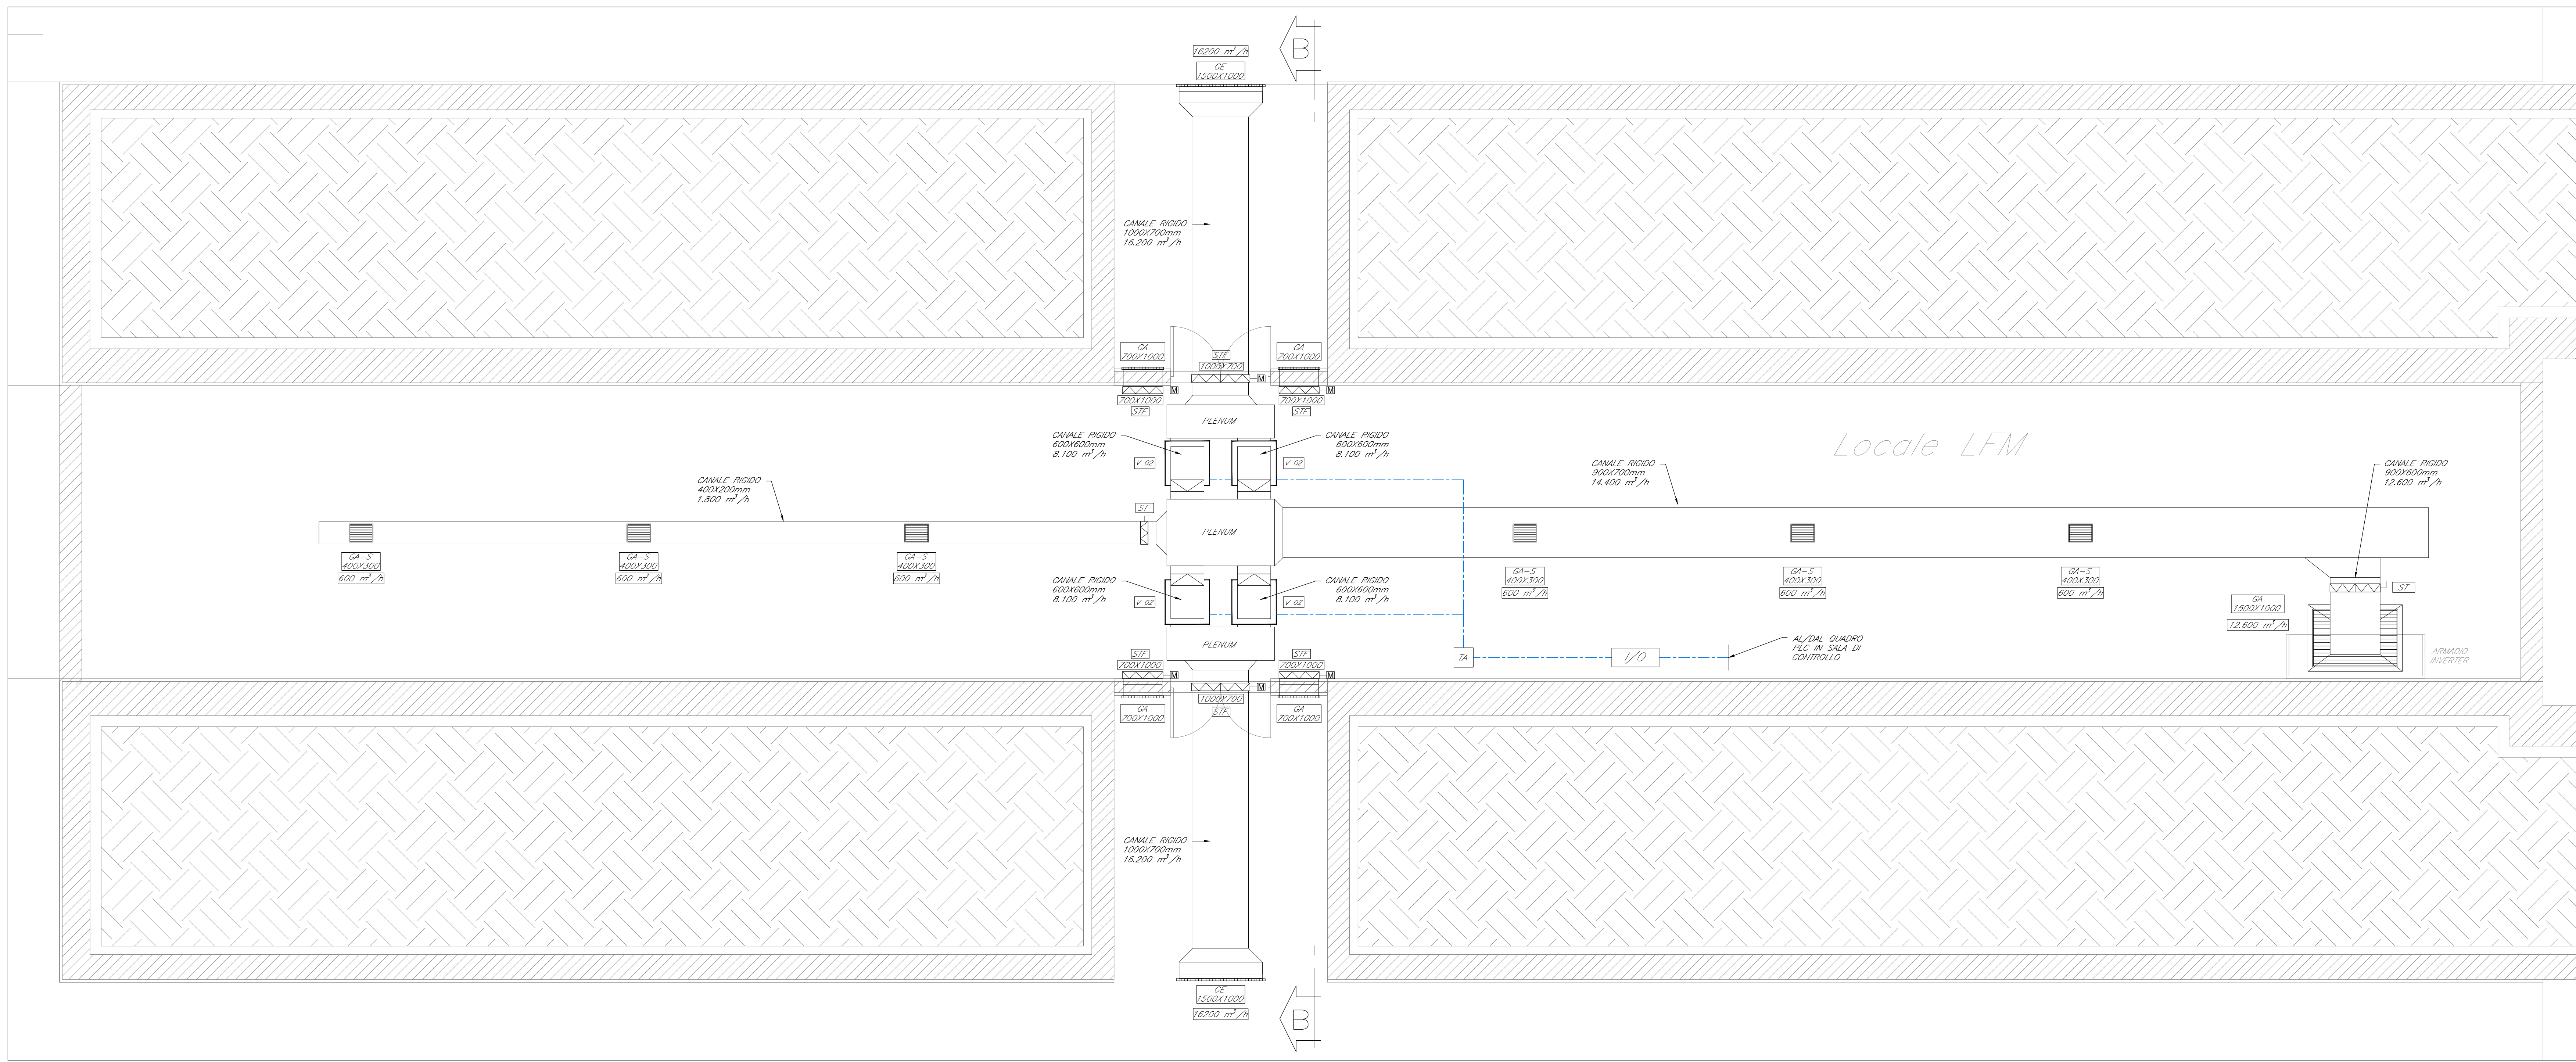 B
16200 m³/h
GE
1500X1000
CANALE RIGIDO
1000X700mm
16.200 m³/h
GA
700X1000
STF
1000X700
GA
700X1000
M
M
M
700X1000
STF
700X1000
STF
PLENUM
CANALE RIGIDO
600X600mm
8.100 m³/h
V 02
CANALE RIGIDO
600X600mm
8.100 m³/h
V 02
Locale LFM
CANALE RIGIDO
400X200mm
1.800 m³/h
ST
PLENUM
CANALE RIGIDO
900X700mm
14.400 m³/h
CANALE RIGIDO
900X600mm
12.600 m³/h
GA-S
400X300
600 m³/h
GA-S
400X300
600 m³/h
GA-S
400X300
600 m³/h
GA-S
400X300
600 m³/h
GA-S
400X300
600 m³/h
GA-S
400X300
600 m³/h
ST
GA
1500X1000
12.600 m³/h
ARMADIO
INVERTER
CANALE RIGIDO
600X600mm
8.100 m³/h
V 02
CANALE RIGIDO
600X600mm
8.100 m³/h
V 02
PLENUM
TA
I/O
AL/DAL QUADRO
PLC IN SALA DI
CONTROLLO
STF
700X1000
STF
700X1000
M
M
M
1000X700
STF
GA
700X1000
GA
700X1000
CANALE RIGIDO
1000X700mm
16.200 m³/h
GE
1500X1000
16200 m³/h
B